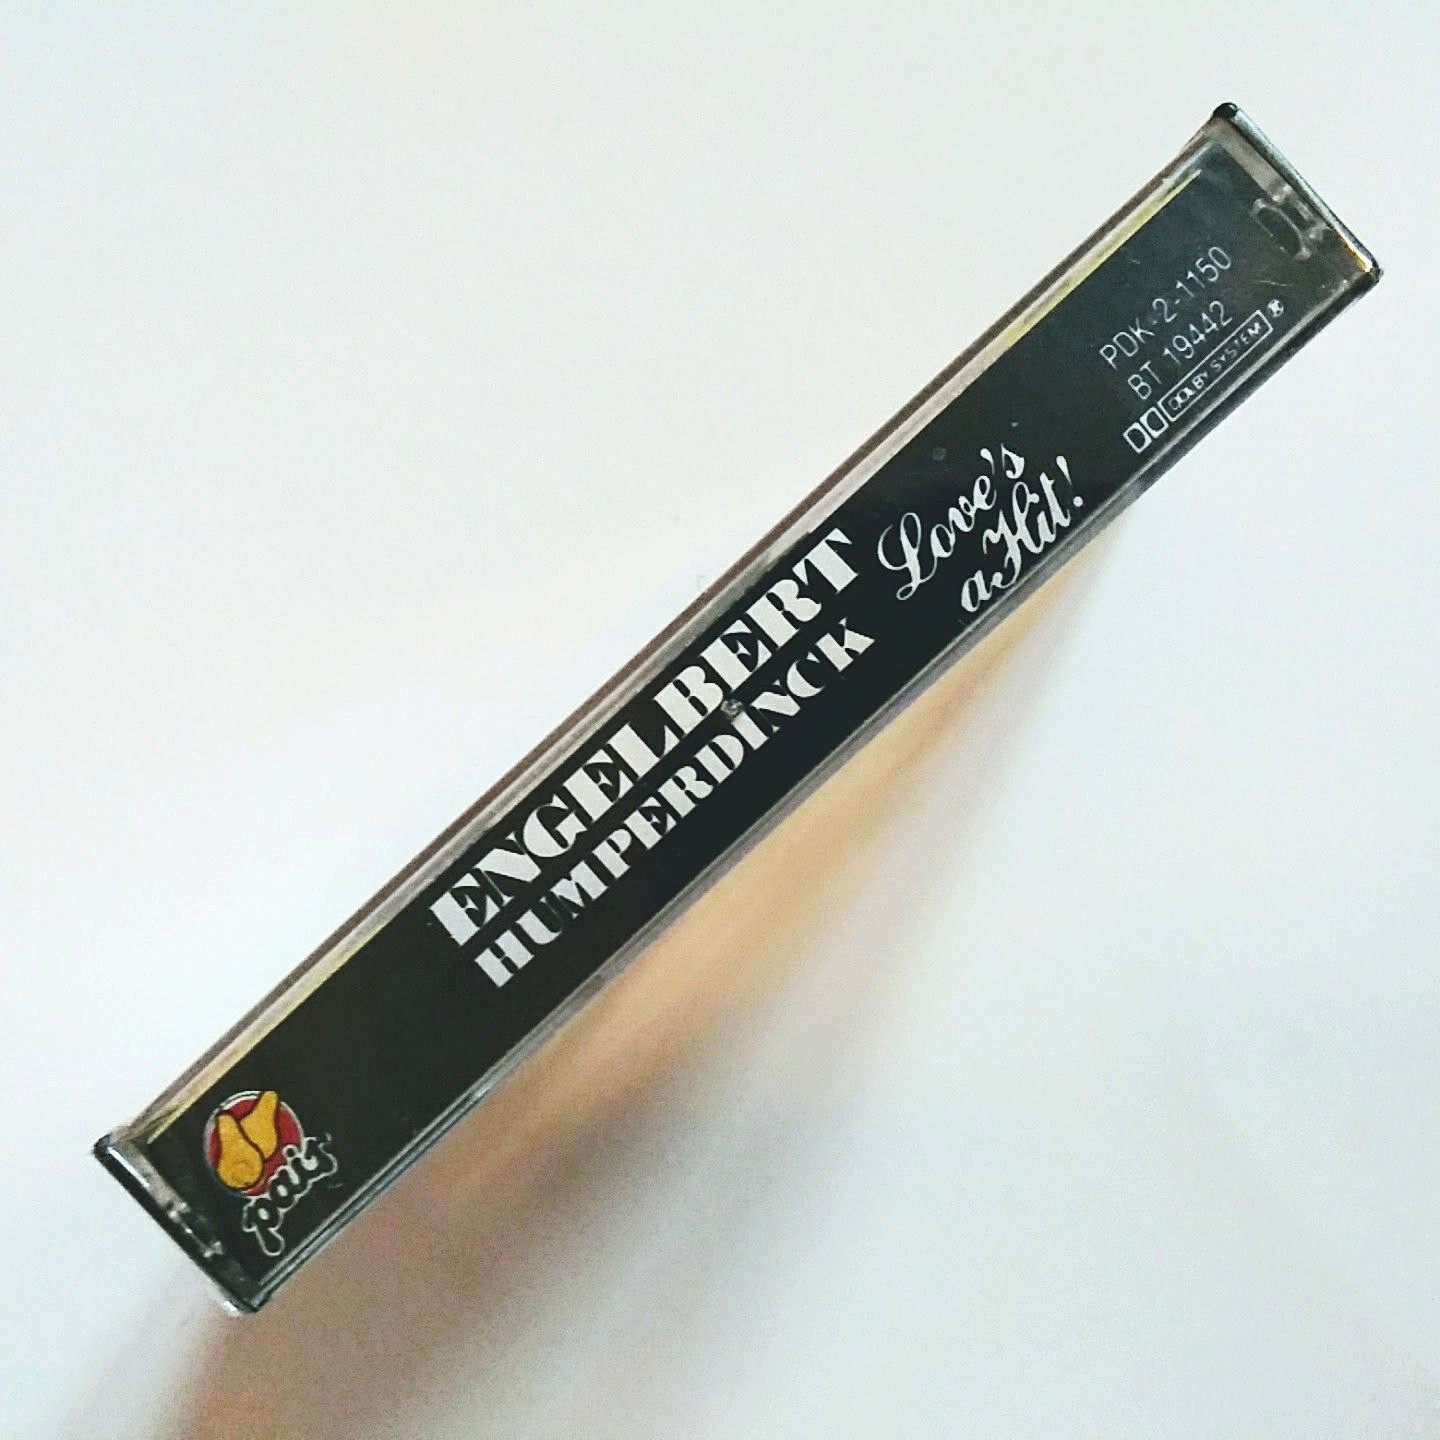 pair
ENGELBERT
HUMPERDINCK
Love's
a Hit!
PDK-2-1150
BT 19442
DOLBY SYSTEM ®